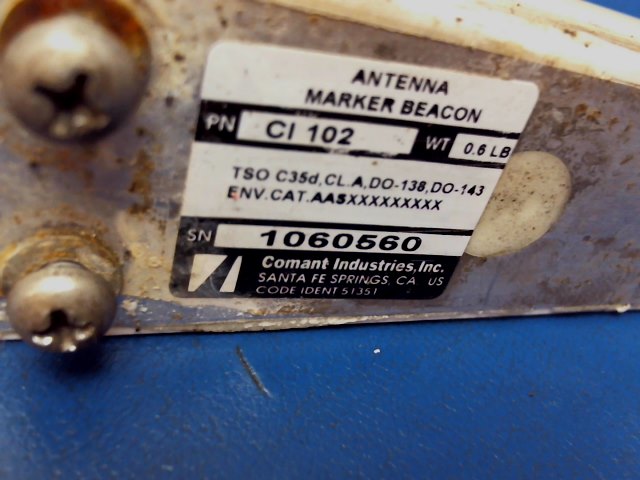 ANTENNA
MARKER BEACON
PN CI 102 WT 0.6 LB
TSO C35d,CL.A,DO-138,DO-143
ENV.CAT.AASXXXXXXXXX
SN 1060560
Comant Industries,Inc.
SANTA FE SPRINGS, CA US
CODE IDENT 51351